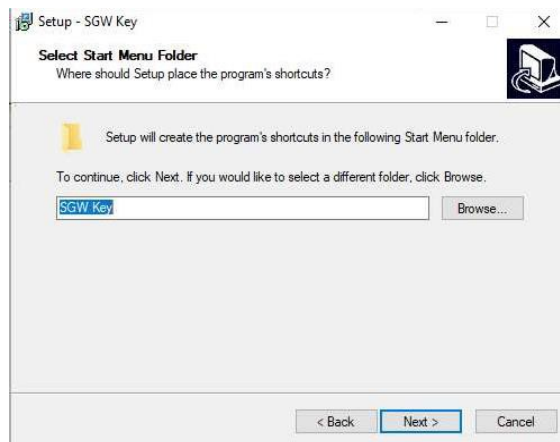 Setup - SGW Key
Select Start Menu Folder
Where should Setup place the program's shortcuts?
Setup will create the program's shortcuts in the following Start Menu folder.
To continue, click Next. If you would like to select a different folder, click Browse.
SGW Key
Browse...
< Back
Next >
Cancel